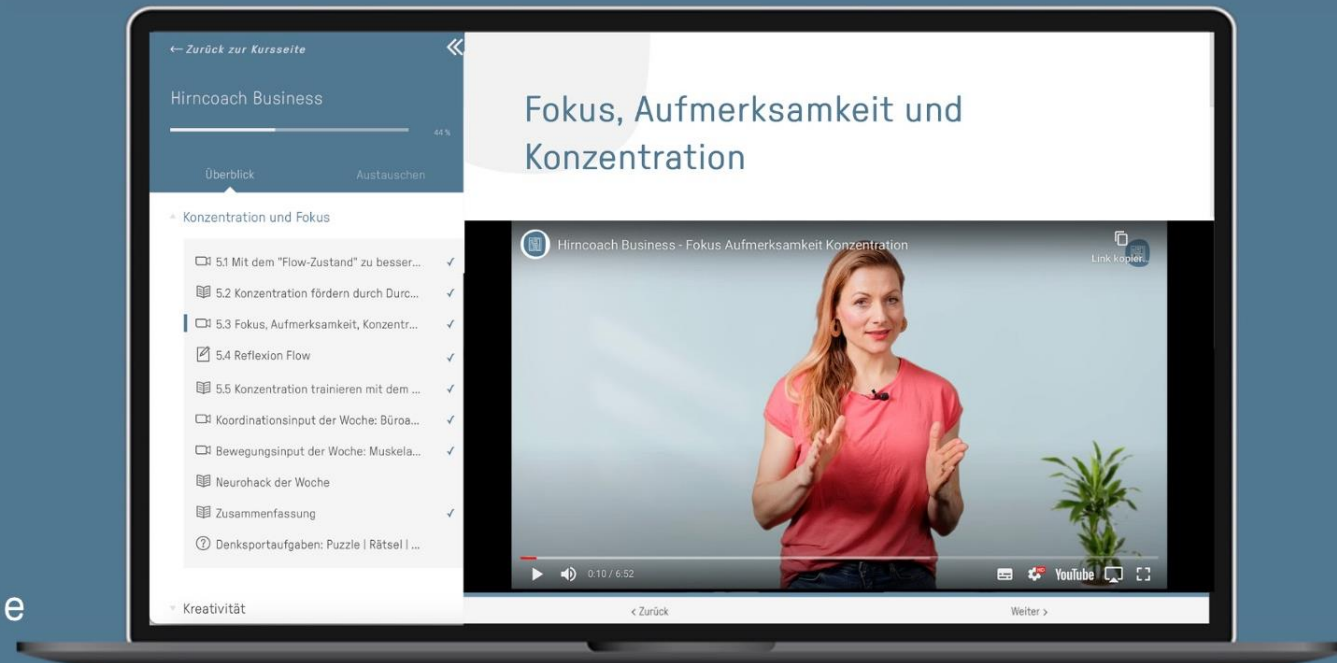 ← Zurück zur Kursseite
Hirncoach Business
44 %
Überblick
Austauschen
Konzentration und Fokus
5.1 Mit dem "Flow-Zustand" zu besser...
5.2 Konzentration fördern durch Durc...
5.3 Fokus, Aufmerksamkeit, Konzentr...
5.4 Reflexion Flow
5.5 Konzentration trainieren mit dem ...
Koordinationsinput der Woche: Büroa...
Bewegungsinput der Woche: Muskela...
Neurohack der Woche
Zusammenfassung
Denksportaufgaben: Puzzle | Rätsel | ...
Kreativität
Fokus, Aufmerksamkeit und
Konzentration
Hirncoach Business - Fokus Aufmerksamkeit Konzentration
Link kopier...
0:10 / 6:52
HD
YouTube
< Zurück
Weiter >
e